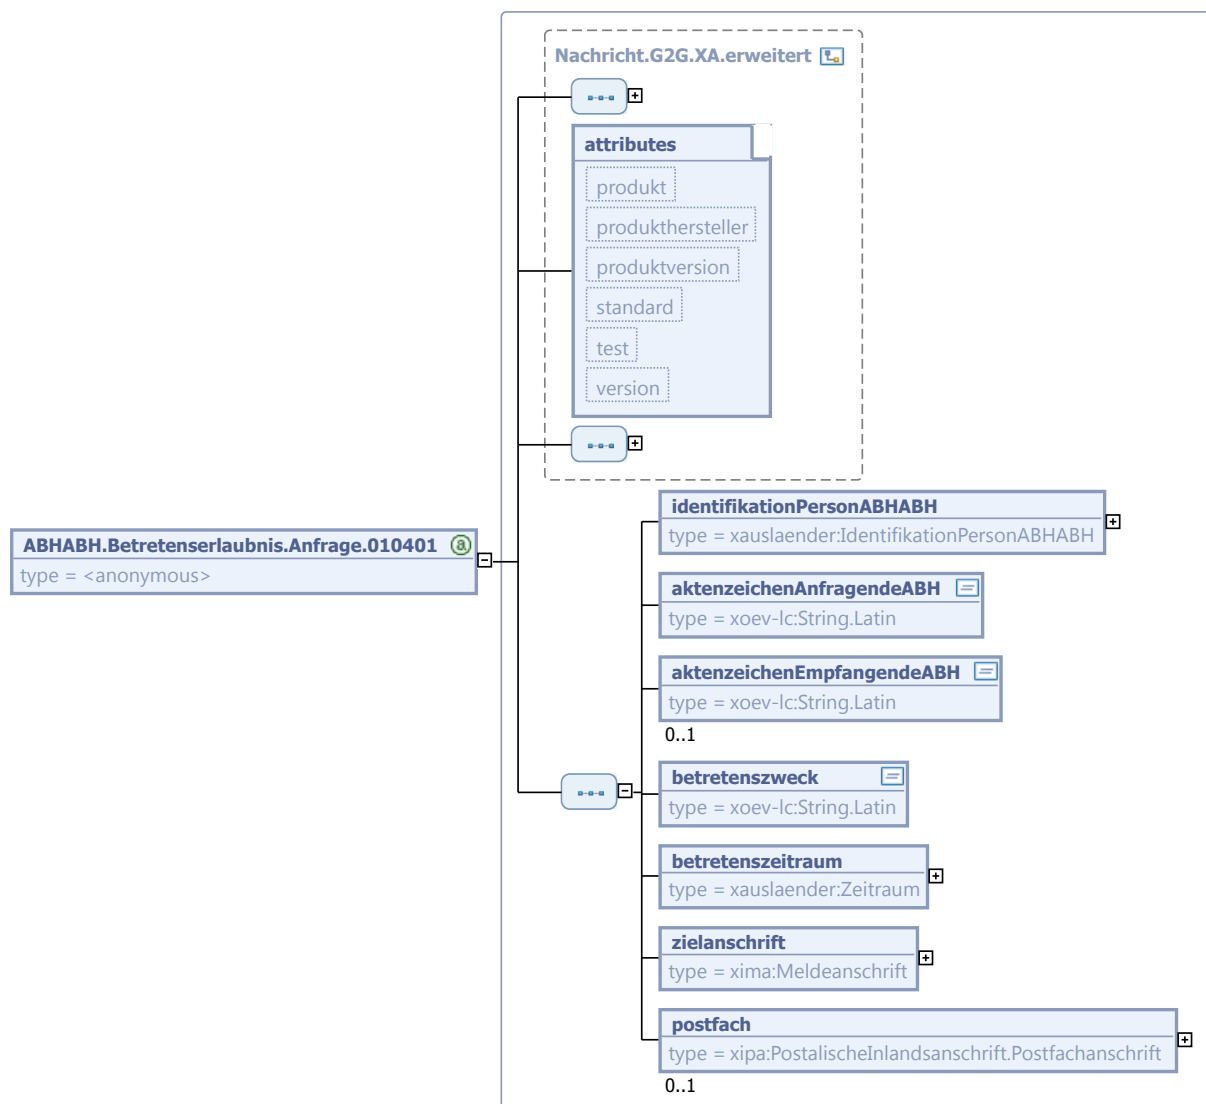 Nachricht.G2G.XA.erweitert
attributes
produkt
produkthersteller
produktversion
standard
test
version
ABHABH.Betretenserlaubnis.Anfrage.010401
type = <anonymous>
identifikationPersonABHABH
type = xauslaender:IdentifikationPersonABHABH
aktenzeichenAnfragendeABH
type = xoev-lc:String.Latin
aktenzeichenEmpfangendeABH
type = xoev-lc:String.Latin
0..1
betretenszweck
type = xoev-lc:String.Latin
betretenszeitraum
type = xauslaender:Zeitraum
zielanschrift
type = xima:Meldeanschrift
postfach
type = xipa:PostalischeInlandsanschrift.Postfachanschrift
0..1